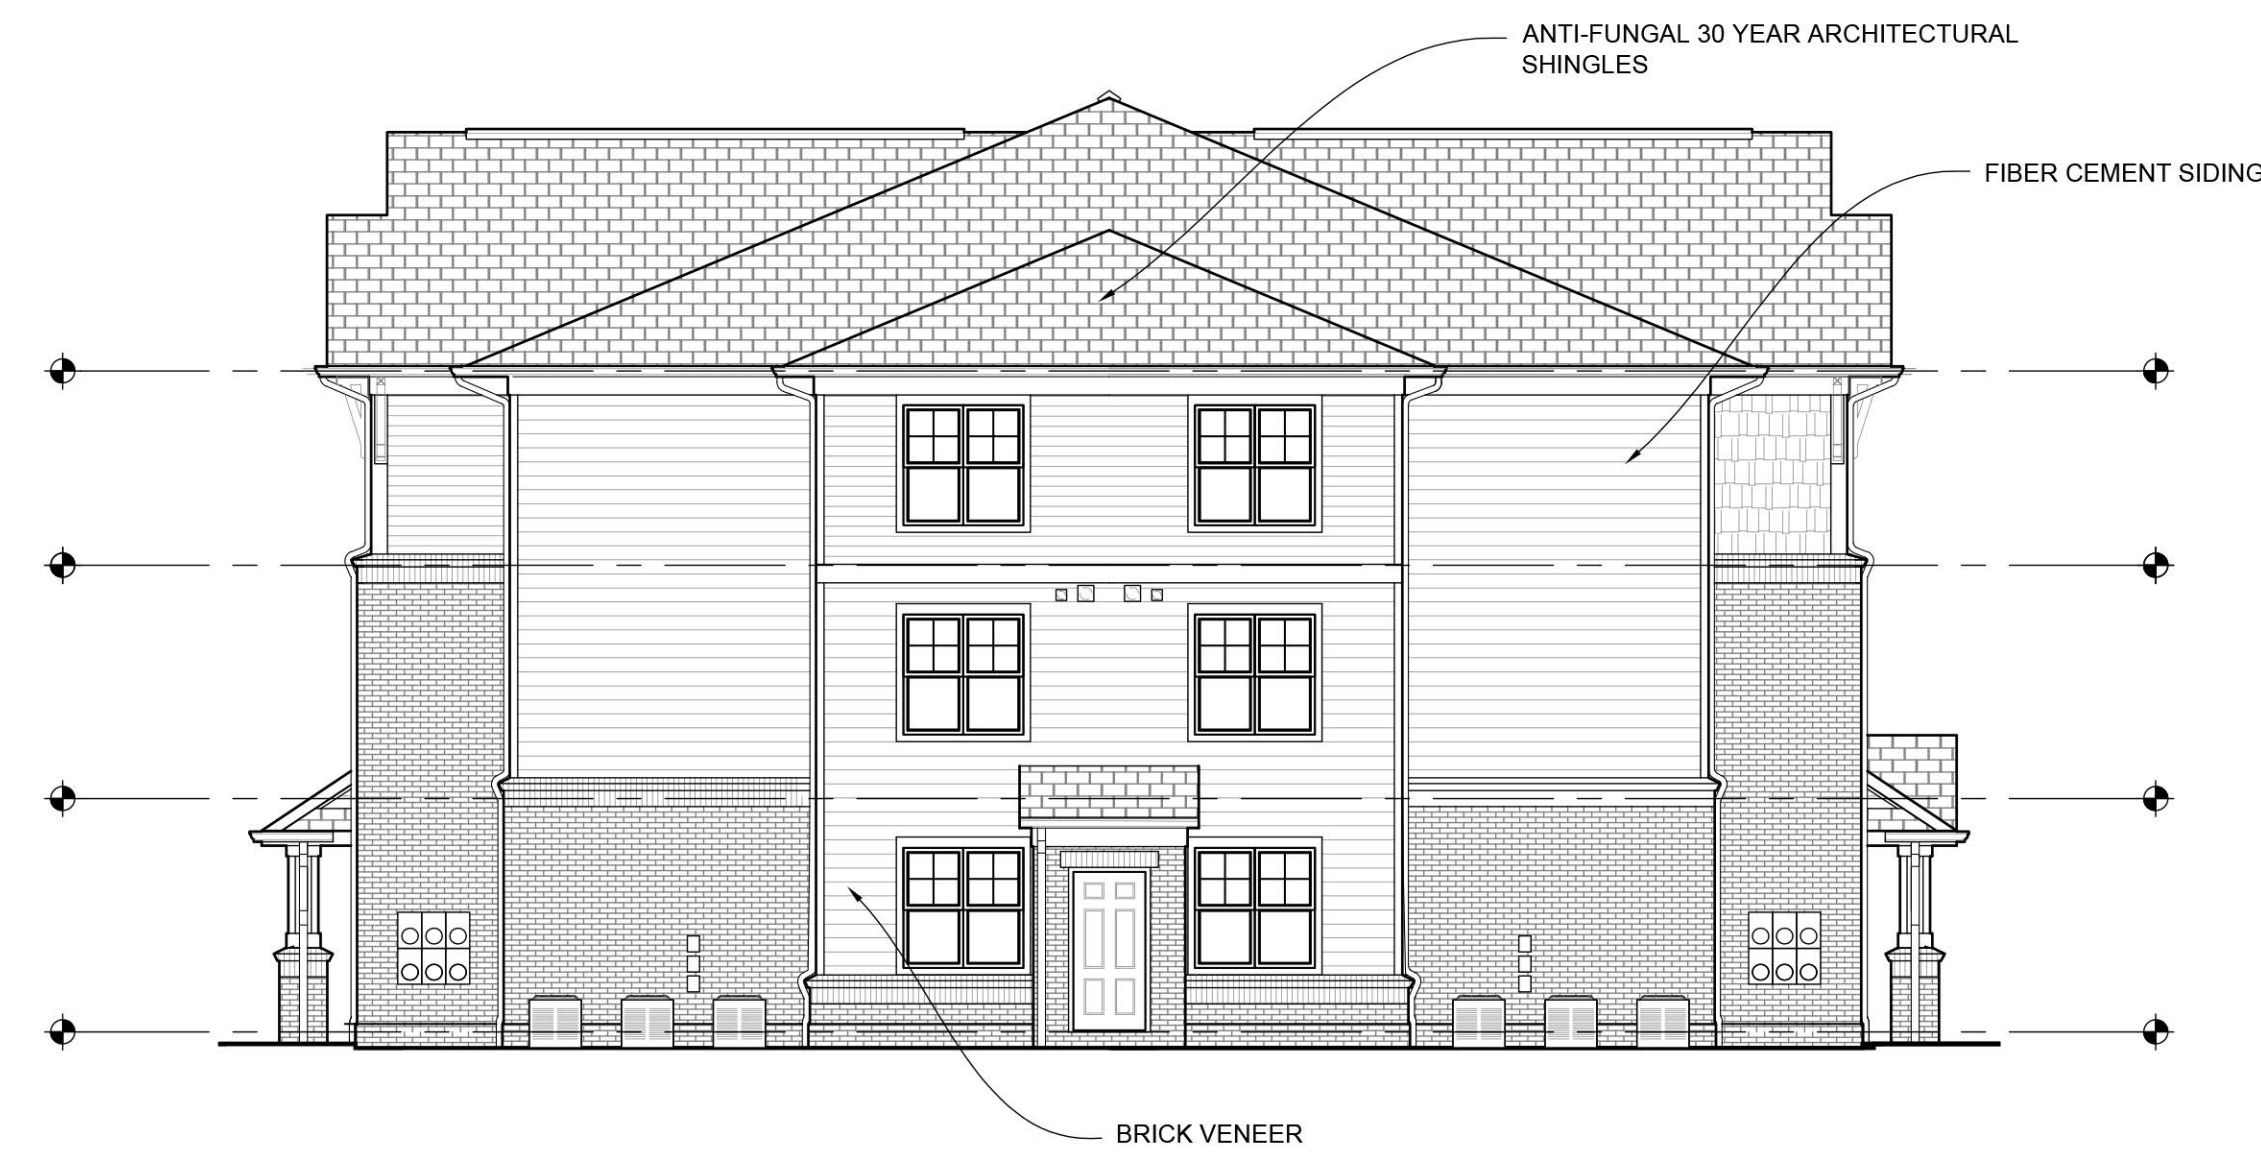 ANTI-FUNGAL 30 YEAR ARCHITECTURAL
SHINGLES
FIBER CEMENT SIDING
BRICK VENEER